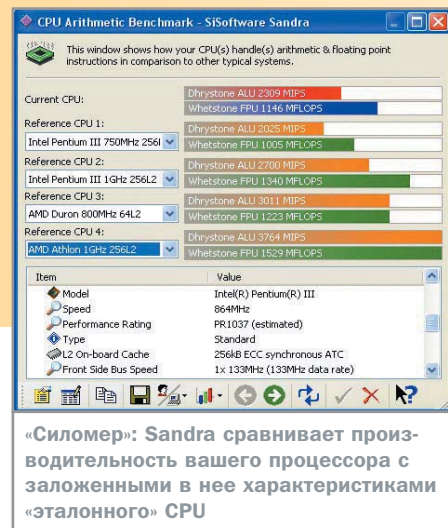 CPU Arithmetic Benchmark - SiSoftware Sandra
This window shows how your CPU(s) handle(s) arithmetic & floating point
instructions in comparison to other typical systems.
Current CPU:
Dhrystone ALU 2309 MIPS
Whetstone FPU 1146 MFLOPS
Reference CPU 1:
Intel Pentium III 750MHz 256l
Dhrystone ALU 2025 MIPS
Whetstone FPU 1005 MFLOPS
Reference CPU 2:
Intel Pentium III 1GHz 256L2
Dhrystone ALU 2700 MIPS
Whetstone FPU 1340 MFLOPS
Reference CPU 3:
AMD Duron 800MHz 64L2
Dhrystone ALU 3011 MIPS
Whetstone FPU 1223 MFLOPS
Reference CPU 4:
AMD Athlon 1GHz 256L2
Dhrystone ALU 3764 MIPS
Whetstone FPU 1529 MFLOPS
Item Value
Model Intel(R) Pentium(R) III
Speed 864MHz
Performance Rating PR1037 (estimated)
Type Standard
L2 On-board Cache 256kB ECC synchronous ATC
Front Side Bus Speed 1x 133MHz (133MHz data rate)
«Силомер»: Sandra сравнивает произ-
водительность вашего процессора с
заложенными в нее характеристиками
«эталонного» CPU